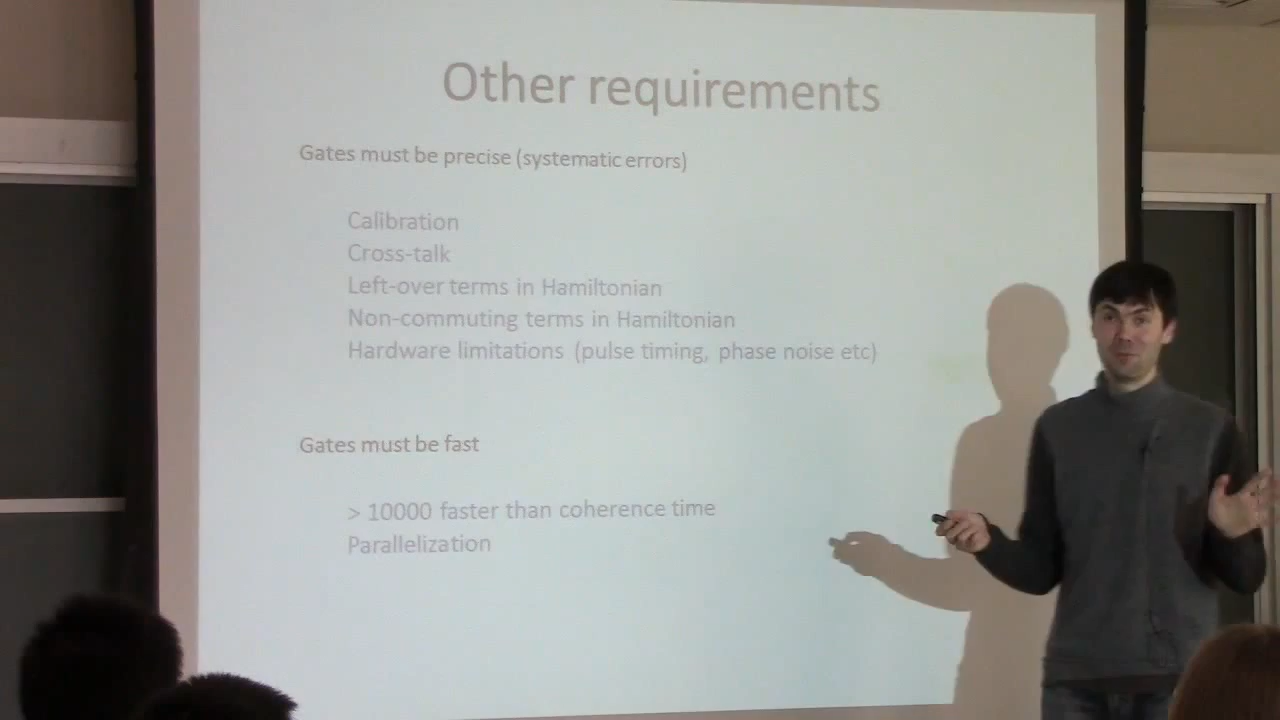 Other requirements
Gates must be precise (systematic errors)
Calibration
Cross-talk
Left-over terms in Hamiltonian
Non-commuting terms in Hamiltonian
Hardware limitations (pulse timing, phase noise etc)
Gates must be fast
> 10000 faster than coherence time
Parallelization